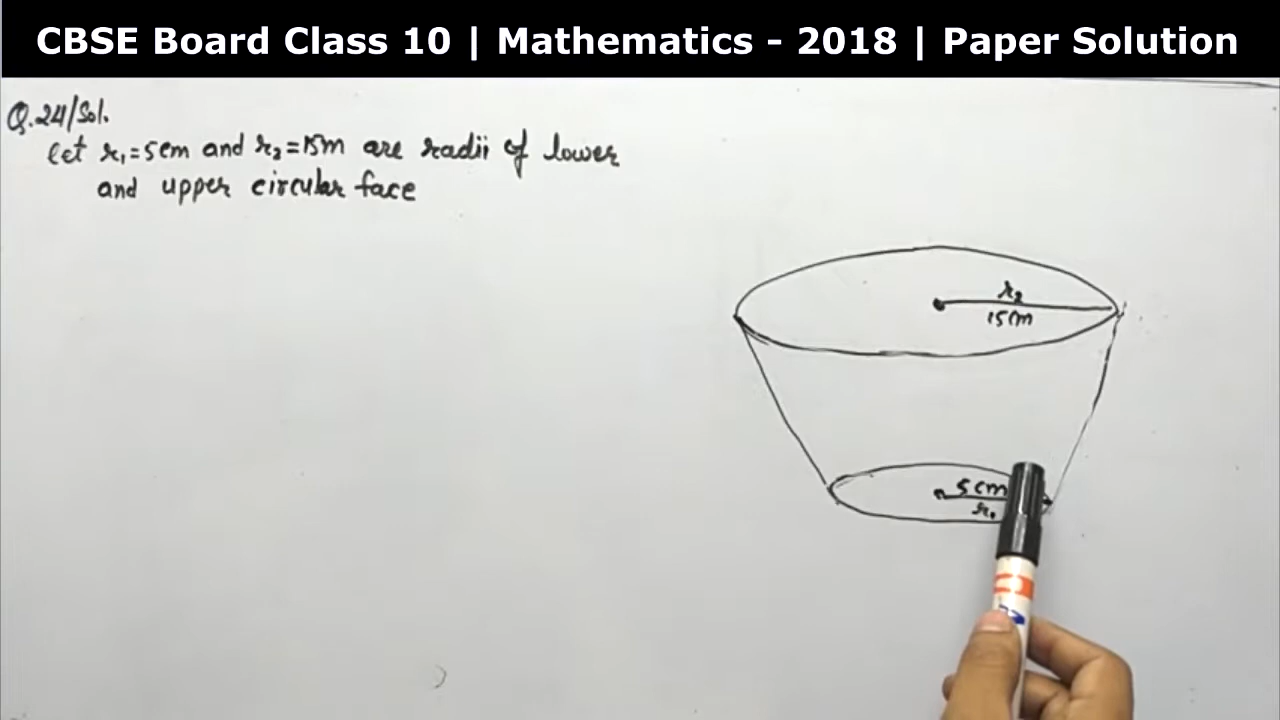 CBSE Board Class 10 | Mathematics - 2018 | Paper Solution
Q.24/Sol.
Let r₁=5cm and r₂=15m are radii of lower
and upper circular face
r₂
15cm
5cm
r₁